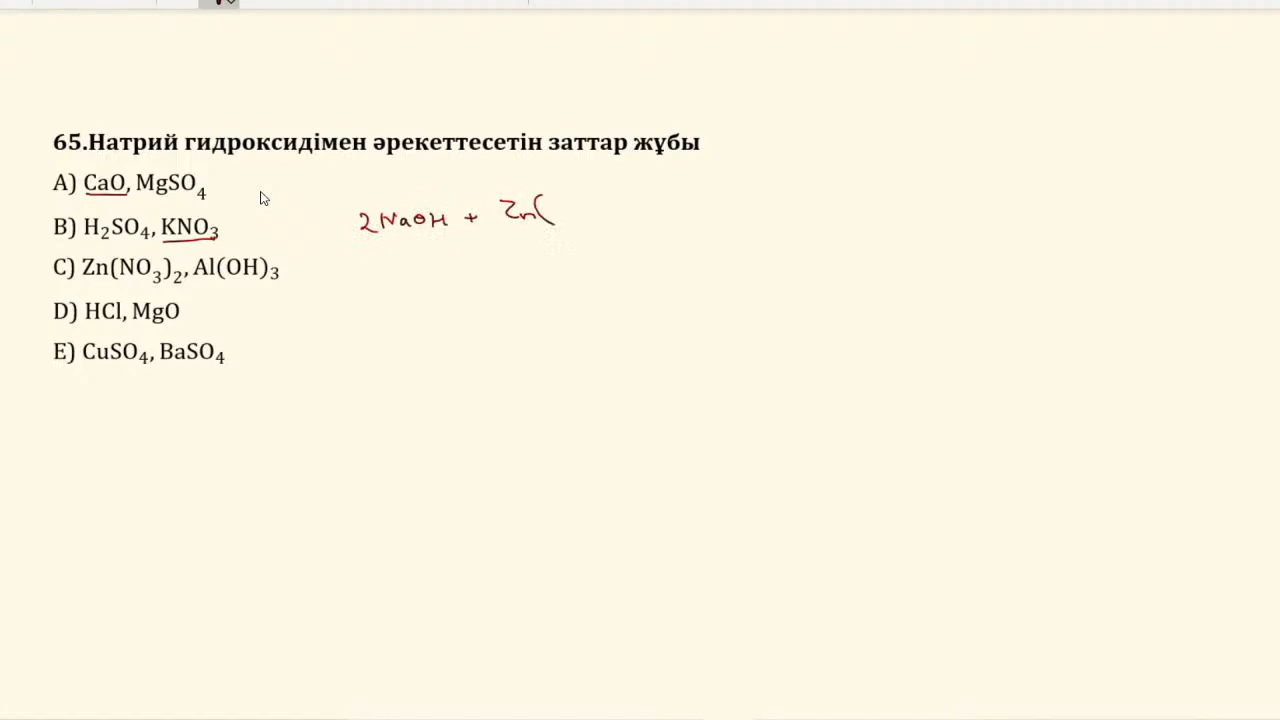 65.Натрий гидроксидімен әрекеттесетін заттар жұбы
A) CaO, MgSO₄
B) H₂SO₄, KNO₃
2NaOH + Zn(
C) Zn(NO₃)₂, Al(OH)₃
D) HCl, MgO
E) CuSO₄, BaSO₄